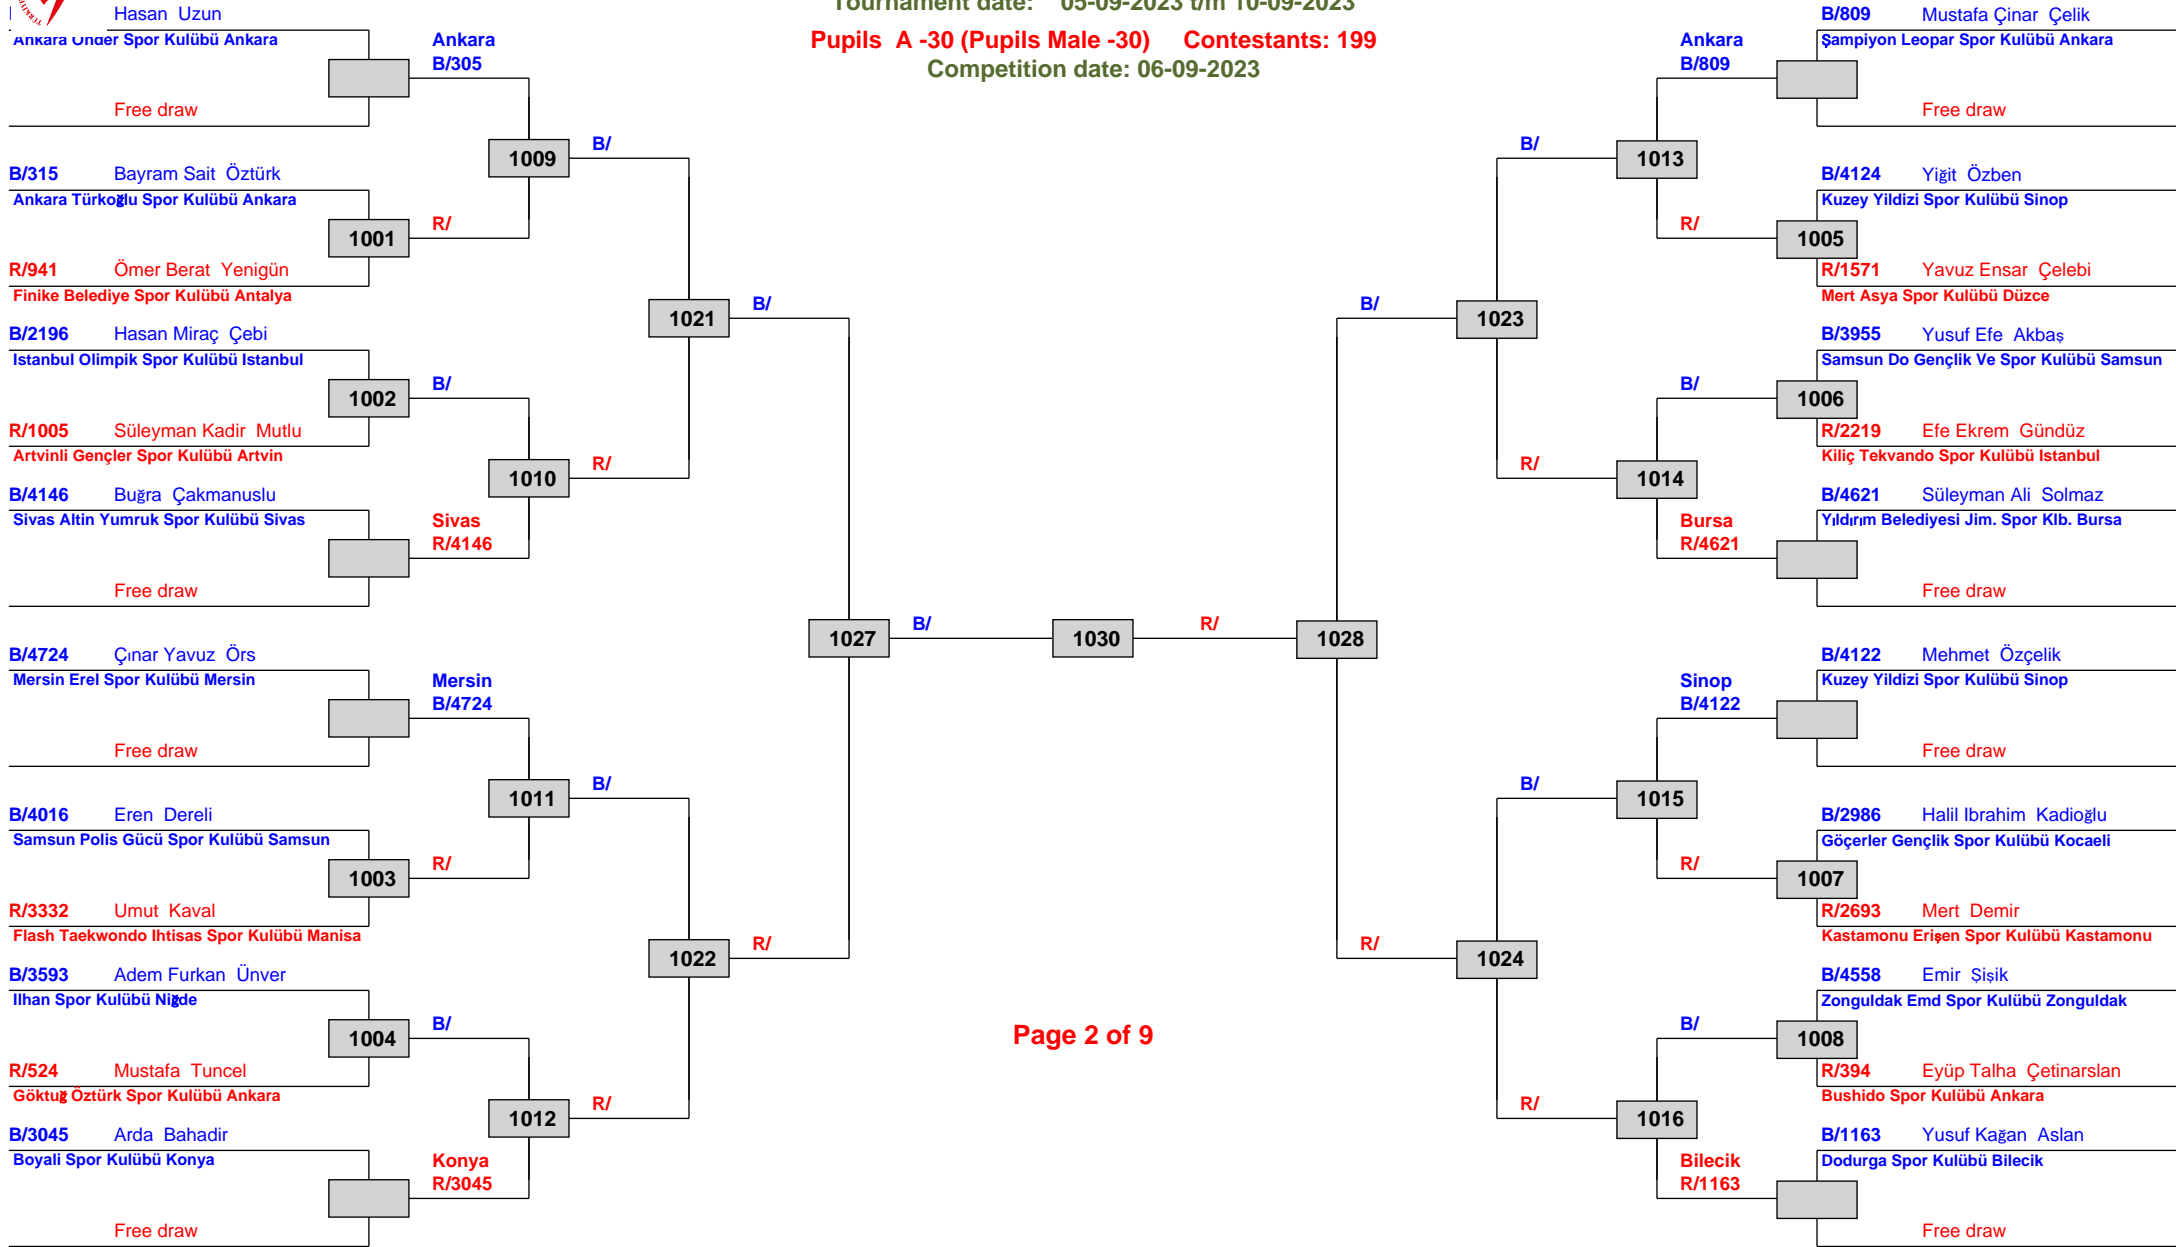 Tournament date: 05-09-2023 t/m 10-09-2023
Pupils A -30 (Pupils Male -30) Contestants: 199
Competition date: 06-09-2023
Hasan Uzun
Ankara Önder Spor Kulübü Ankara
Free draw
Ankara
B/305
B/315 Bayram Sait Öztürk
Ankara Türkoğlu Spor Kulübü Ankara
1001
R/941 Ömer Berat Yenigün
Finike Belediye Spor Kulübü Antalya
R/
1009
B/
B/2196 Hasan Miraç Çebi
Istanbul Olimpik Spor Kulübü Istanbul
1002
R/1005 Süleyman Kadir Mutlu
Artvinli Gençler Spor Kulübü Artvin
B/
B/4146 Buğra Çakmanuslu
Sivas Altin Yumruk Spor Kulübü Sivas
Free draw
Sivas
R/4146
1010
R/
1021
B/
B/4724 Çınar Yavuz Örs
Mersin Erel Spor Kulübü Mersin
Free draw
Mersin
B/4724
B/4016 Eren Dereli
Samsun Polis Gücü Spor Kulübü Samsun
1003
R/3332 Umut Kaval
Flash Taekwondo Ihtisas Spor Kulübü Manisa
R/
1011
B/
B/3593 Adem Furkan Ünver
Ilhan Spor Kulübü Niğde
1004
R/524 Mustafa Tuncel
Göktuğ Öztürk Spor Kulübü Ankara
B/
B/3045 Arda Bahadir
Boyali Spor Kulübü Konya
Free draw
Konya
R/3045
1012
R/
1022
R/
1027
B/
1030
R/
1028
B/809 Mustafa Çinar Çelik
Şampiyon Leopar Spor Kulübü Ankara
Free draw
Ankara
B/809
B/4124 Yiğit Özben
Kuzey Yildizi Spor Kulübü Sinop
1005
R/1571 Yavuz Ensar Çelebi
Mert Asya Spor Kulübü Düzce
R/
1013
B/
B/3955 Yusuf Efe Akbaş
Samsun Do Gençlik Ve Spor Kulübü Samsun
1006
R/2219 Efe Ekrem Gündüz
Kiliç Tekvando Spor Kulübü Istanbul
B/
B/4621 Süleyman Ali Solmaz
Yıldırım Belediyesi Jim. Spor Klb. Bursa
Free draw
Bursa
R/4621
1014
R/
1023
B/
B/4122 Mehmet Özçelik
Kuzey Yildizi Spor Kulübü Sinop
Free draw
Sinop
B/4122
B/2986 Halil Ibrahim Kadioğlu
Göçerler Gençlik Spor Kulübü Kocaeli
1007
R/2693 Mert Demir
Kastamonu Erişen Spor Kulübü Kastamonu
R/
1015
B/
B/4558 Emir Şişik
Zonguldak Emd Spor Kulübü Zonguldak
1008
R/394 Eyüp Talha Çetinarslan
Bushido Spor Kulübü Ankara
B/
B/1163 Yusuf Kağan Aslan
Dodurga Spor Kulübü Bilecik
Free draw
Bilecik
R/1163
1016
R/
1024
R/
Page 2 of 9